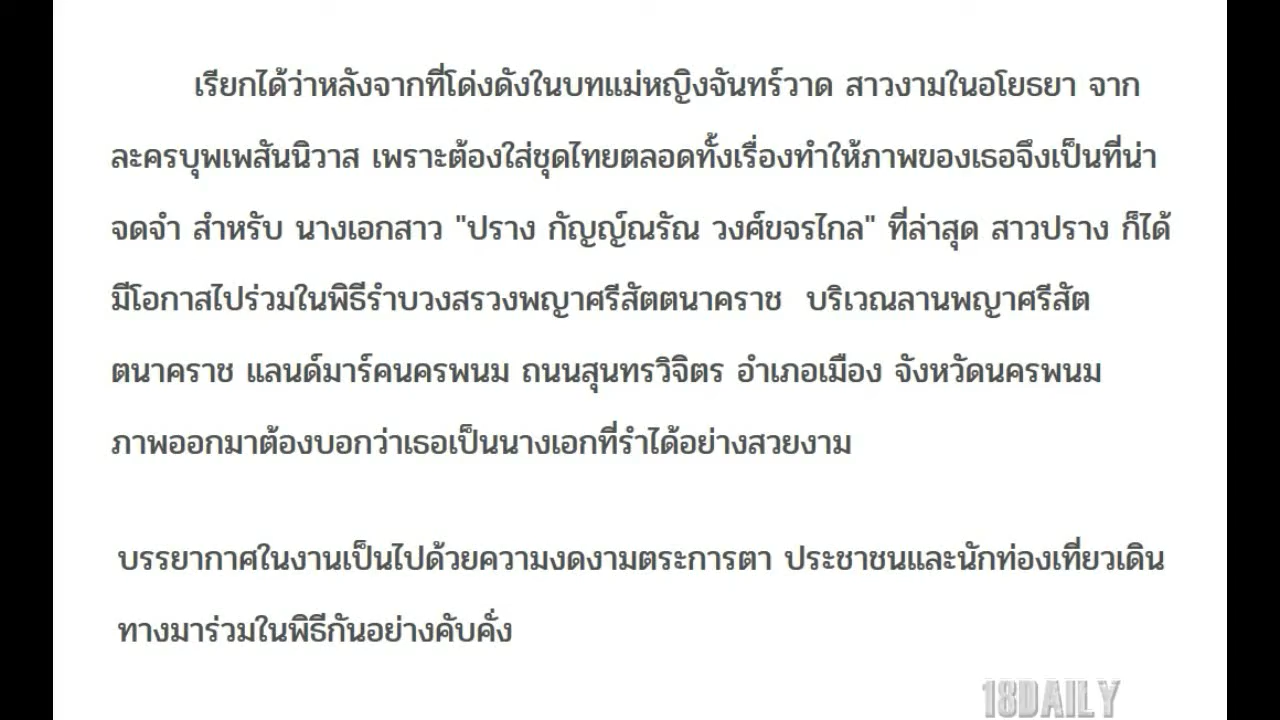 เรียกได้ว่าหลังจากที่โด่งดังในบทแม่หญิงจันทร์วาด สาวงามในอโยธยา จาก
ละครบุพเพสันนิวาส เพราะต้องใส่ชุดไทยตลอดทั้งเรื่องทำให้ภาพของเธอจึงเป็นที่น่า
จดจำ สำหรับ นางเอกสาว "ปราง กัญญ์ณรัณ วงศ์ขจรไกล" ที่ล่าสุด สาวปราง ก็ได้
มีโอกาสไปร่วมในพิธีรำบวงสรวงพญาศรีสัตตนาคราช บริเวณลานพญาศรีสัต
ตนาคราช แลนด์มาร์คนครพนม ถนนสุนทรวิจิตร อำเภอเมือง จังหวัดนครพนม
ภาพออกมาต้องบอกว่าเธอเป็นนางเอกที่รำได้อย่างสวยงาม
บรรยากาศในงานเป็นไปด้วยความงดงามตระการตา ประชาชนและนักท่องเที่ยวเดิน
ทางมาร่วมในพิธีกันอย่างคับคั่ง
18DAILY